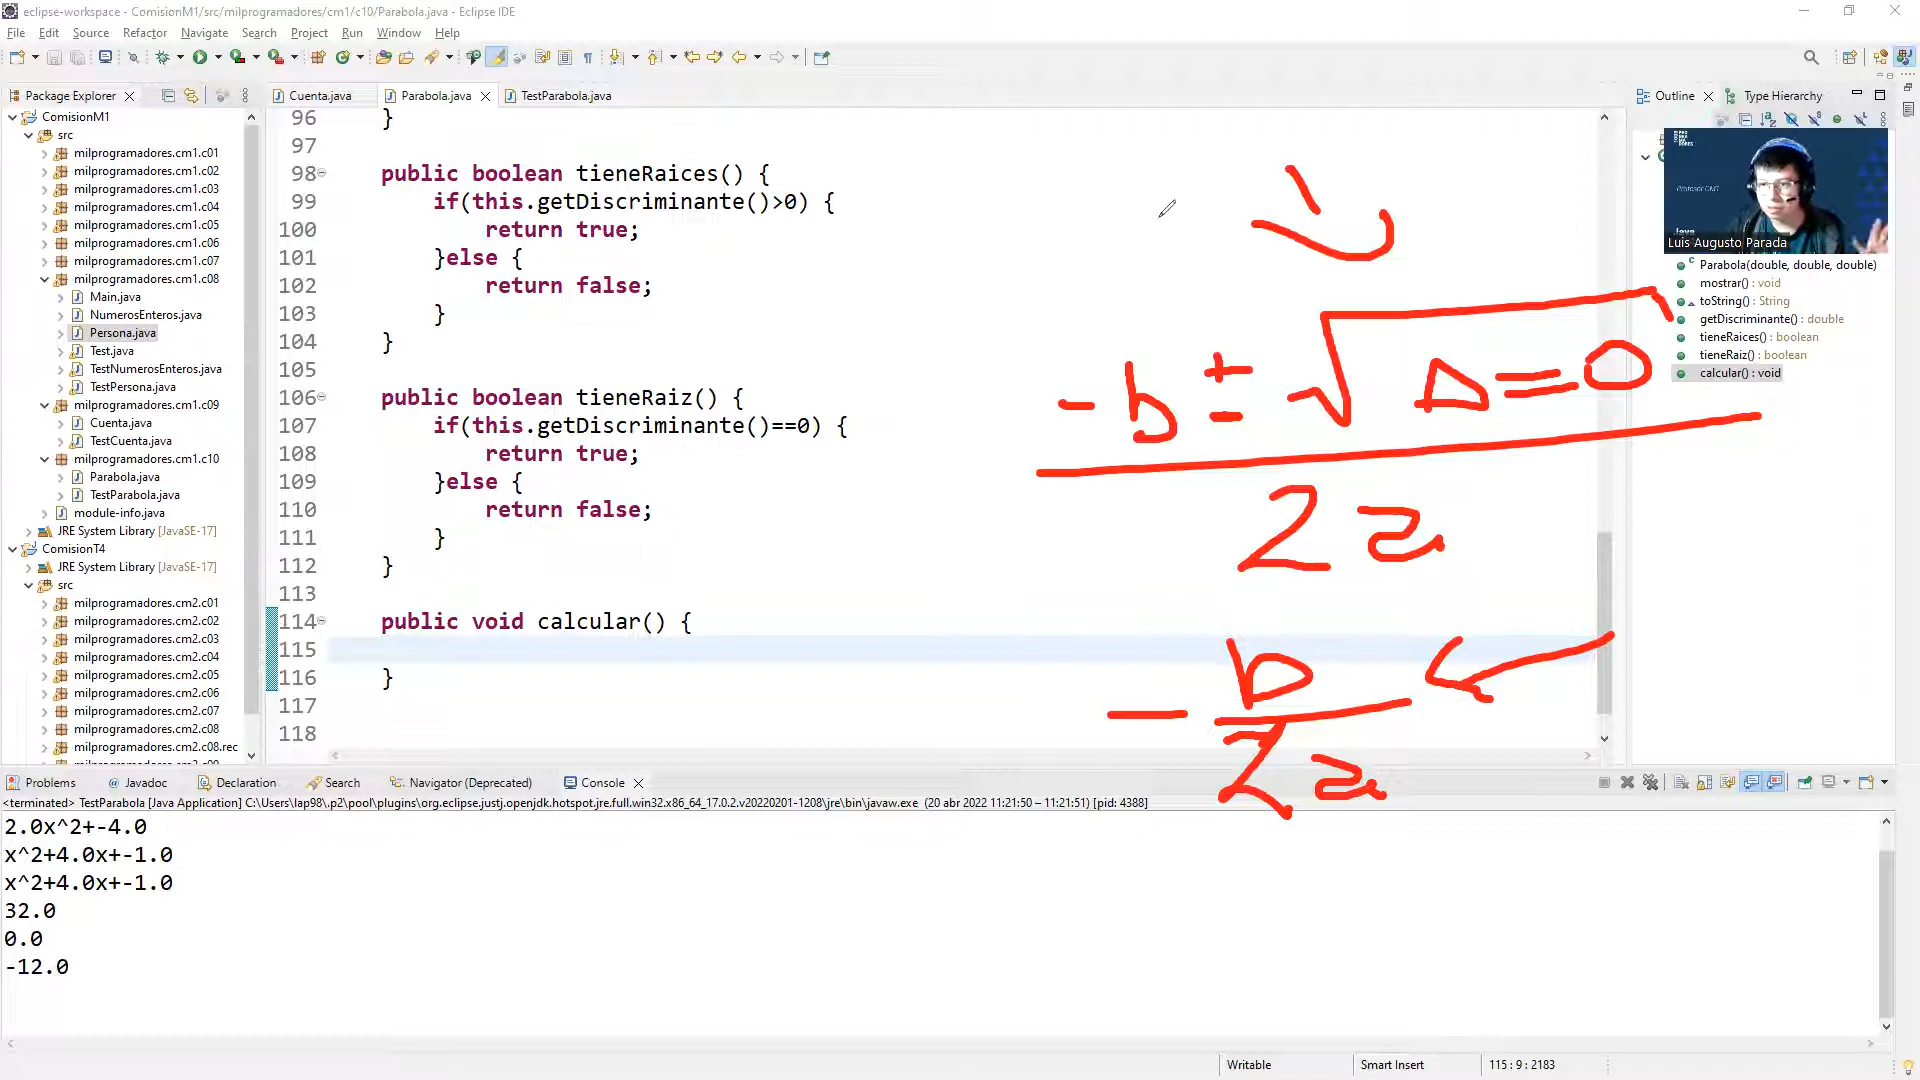 eclipse-workspace - ComisionM1/src/milprogramadores/cm1/c10/Parabola.java - Eclipse IDE
File Edit Source Refactor Navigate Search Project Run Window Help
Package Explorer
ComisionM1
src
milprogramadores.cm1.c01
milprogramadores.cm1.c02
milprogramadores.cm1.c03
milprogramadores.cm1.c04
milprogramadores.cm1.c05
milprogramadores.cm1.c06
milprogramadores.cm1.c07
milprogramadores.cm1.c08
Main.java
NumerosEnteros.java
Persona.java
Test.java
TestNumerosEnteros.java
TestPersona.java
milprogramadores.cm1.c09
Cuenta.java
TestCuenta.java
milprogramadores.cm1.c10
Parabola.java
TestParabola.java
module-info.java
JRE System Library [JavaSE-17]
ComisionT4
JRE System Library [JavaSE-17]
src
milprogramadores.cm2.c01
milprogramadores.cm2.c02
milprogramadores.cm2.c03
milprogramadores.cm2.c04
milprogramadores.cm2.c05
milprogramadores.cm2.c06
milprogramadores.cm2.c07
milprogramadores.cm2.c08
milprogramadores.cm2.c08.rec
Cuenta.java Parabola.java TestParabola.java
96 }
97
98 public boolean tieneRaices() {
99 if(this.getDiscriminante()>0) {
100 return true;
101 }else {
102 return false;
103 }
104 }
105
106 public boolean tieneRaiz() {
107 if(this.getDiscriminante()==0) {
108 return true;
109 }else {
110 return false;
111 }
112 }
113
114 public void calcular() {
115
116 }
117
118
- b ± √ Δ = 0
2 a
- b
2 a
Outline Type Hierarchy
Profesor CM1
Java
Luis Augusto Parada
Parabola(double, double, double)
mostrar() : void
toString() : String
getDiscriminante() : double
tieneRaices() : boolean
tieneRaiz() : boolean
calcular() : void
Problems @ Javadoc Declaration Search Navigator (Deprecated) Console
<terminated> TestParabola [Java Application] C:\Users\lap98\.p2\pool\plugins\org.eclipse.justj.openjdk.hotspot.jre.full.win32.x86_64_17.0.2.v20220201-1208\jre\bin\javaw.exe (20 abr 2022 11:21:50 – 11:21:51) [pid: 4388]
2.0x^2+-4.0
x^2+4.0x+-1.0
x^2+4.0x+-1.0
32.0
0.0
-12.0
Writable Smart Insert 115 : 9 : 2183